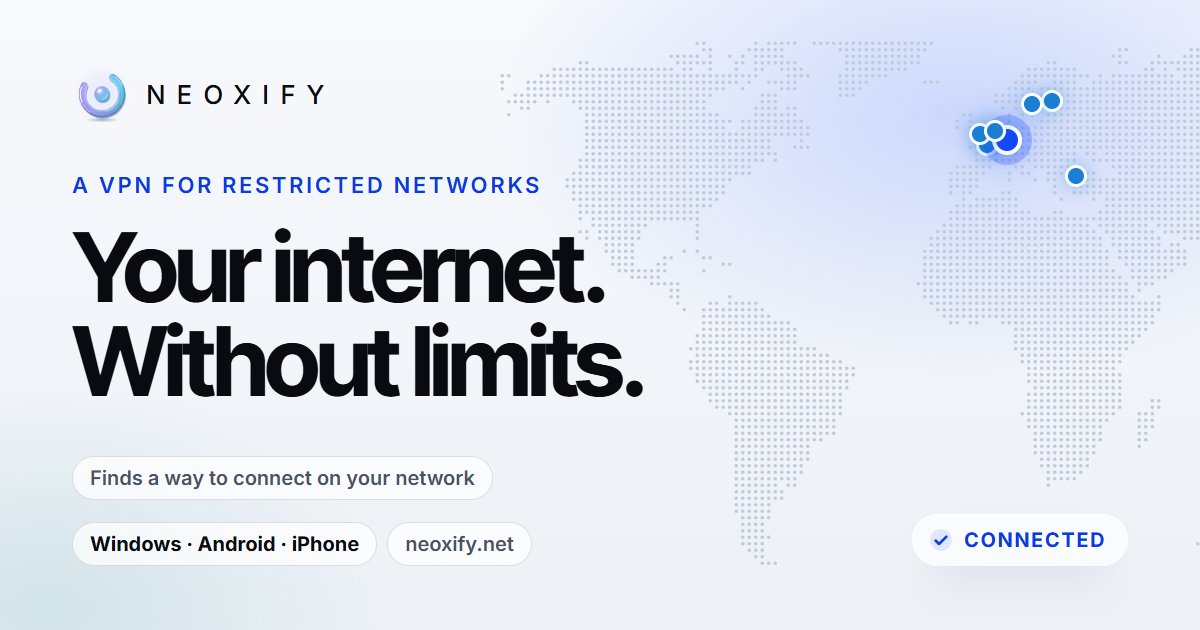 NEOXIFY
A VPN FOR RESTRICTED NETWORKS
Your internet.
Without limits.
Finds a way to connect on your network
Windows · Android · iPhone
neoxify.net
CONNECTED